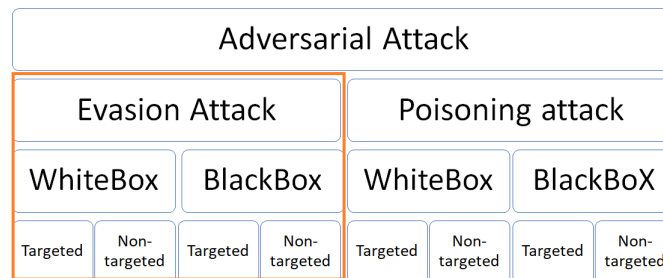 Adversarial Attack
Evasion Attack Poisoning attack
WhiteBox BlackBox WhiteBox BlackBoX
Targeted Non-targeted Targeted Non-targeted Targeted Non-targeted Targeted Non-targeted